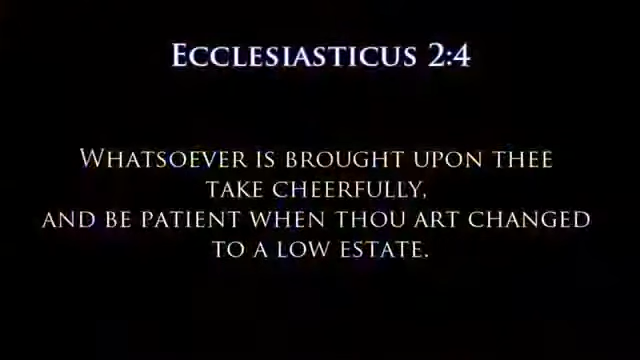 Ecclesiasticus 2:4
Whatsoever is brought upon thee
take cheerfully,
and be patient when thou art changed
to a low estate.